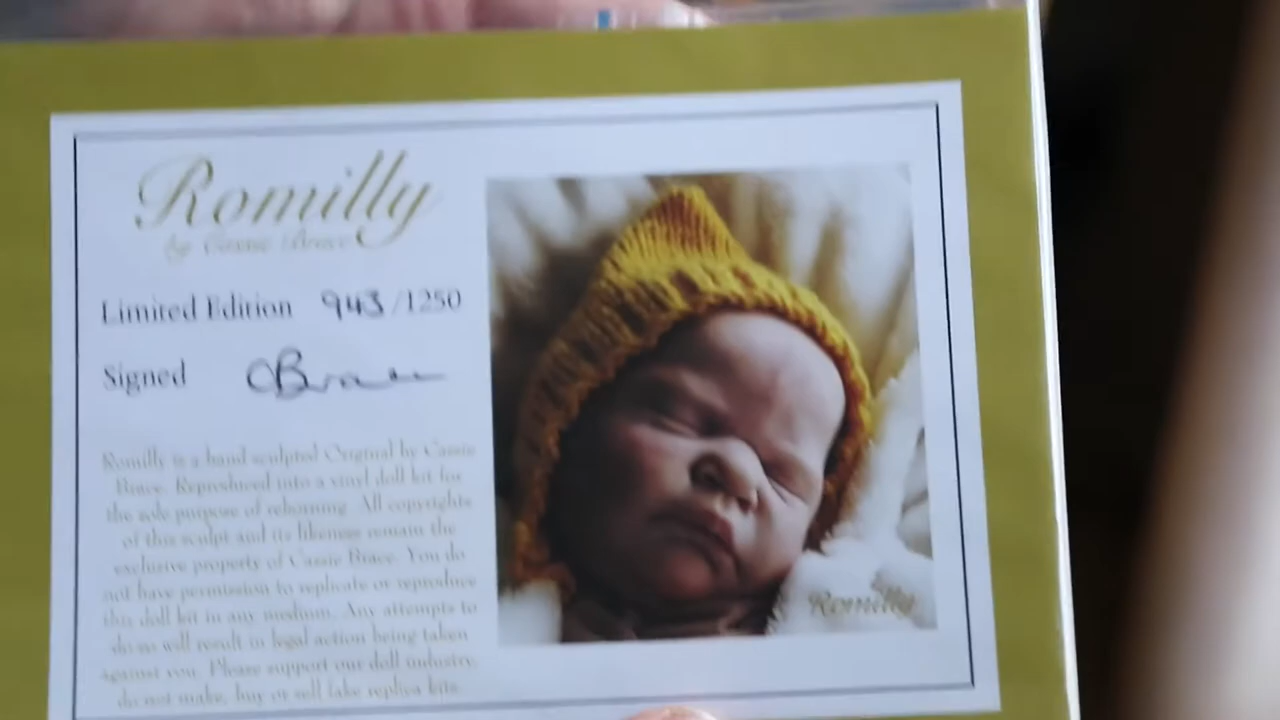 Romilly
by Cassie Brace
Limited Edition 943/1250
Signed CBrace
Romilly is a hand sculpted Original by Cassie
Brace. Reproduced into a vinyl doll kit for
the sole purpose of reborning. All copyrights
of this sculpt and its likeness remain the
exclusive property of Cassie Brace. You do
not have permission to replicate or reproduce
this doll kit in any medium. Any attempts to
do so will result in legal action being taken
against you. Please support our doll industry,
do not make, buy or sell fake replica kits.
Romilly